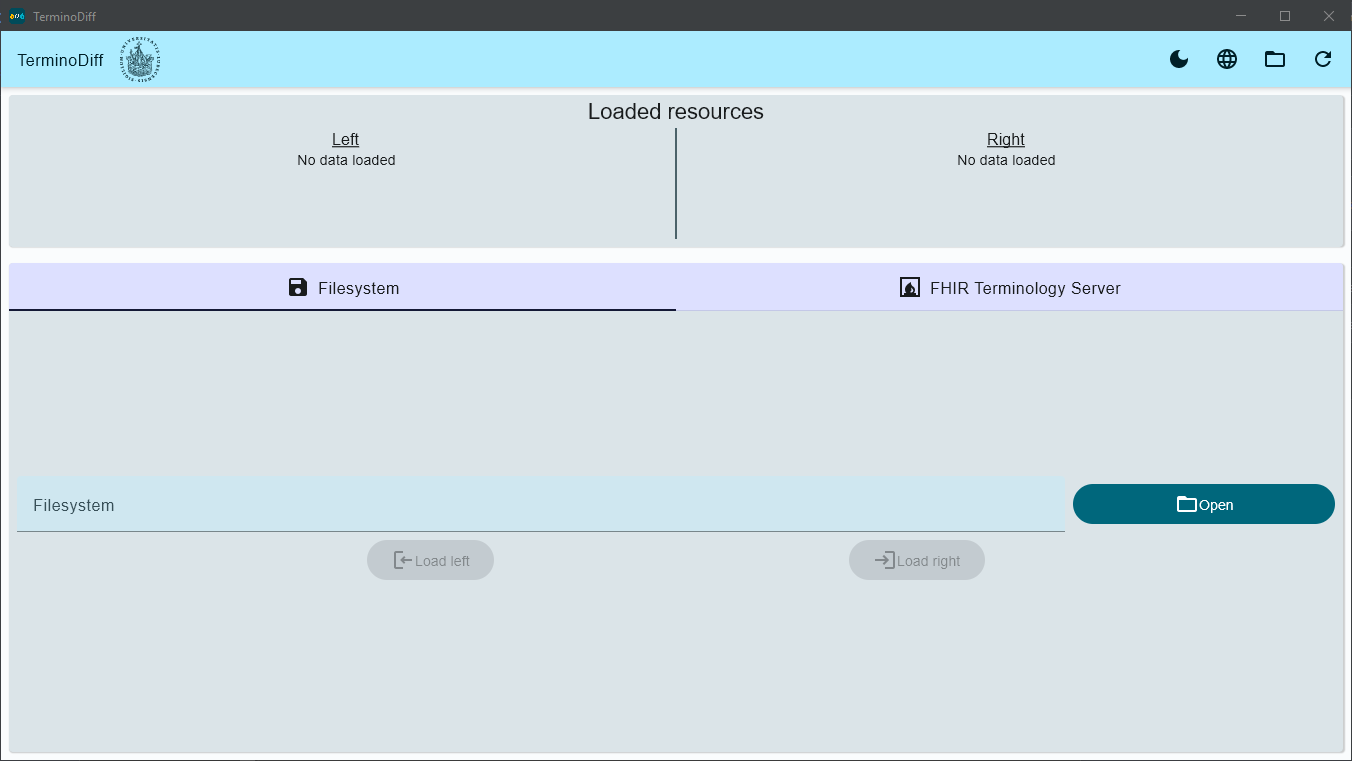 TerminoDiff
TerminoDiff
Loaded resources
Left
Right
No data loaded
No data loaded
Filesystem
FHIR Terminology Server
Filesystem
Open
Load left
Load right